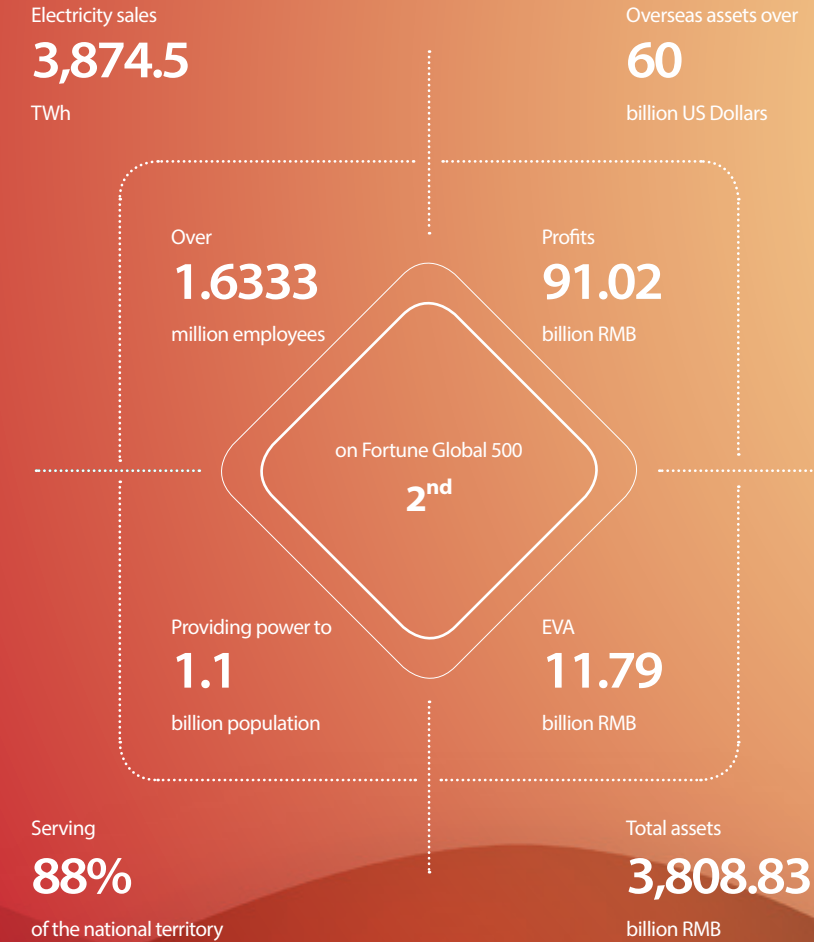 Electricity sales
3,874.5
TWh
Overseas assets over
60
billion US Dollars
Over
1.6333
million employees
Profits
91.02
billion RMB
on Fortune Global 500
2nd
Providing power to
1.1
billion population
EVA
11.79
billion RMB
Serving
88%
of the national territory
Total assets
3,808.83
billion RMB